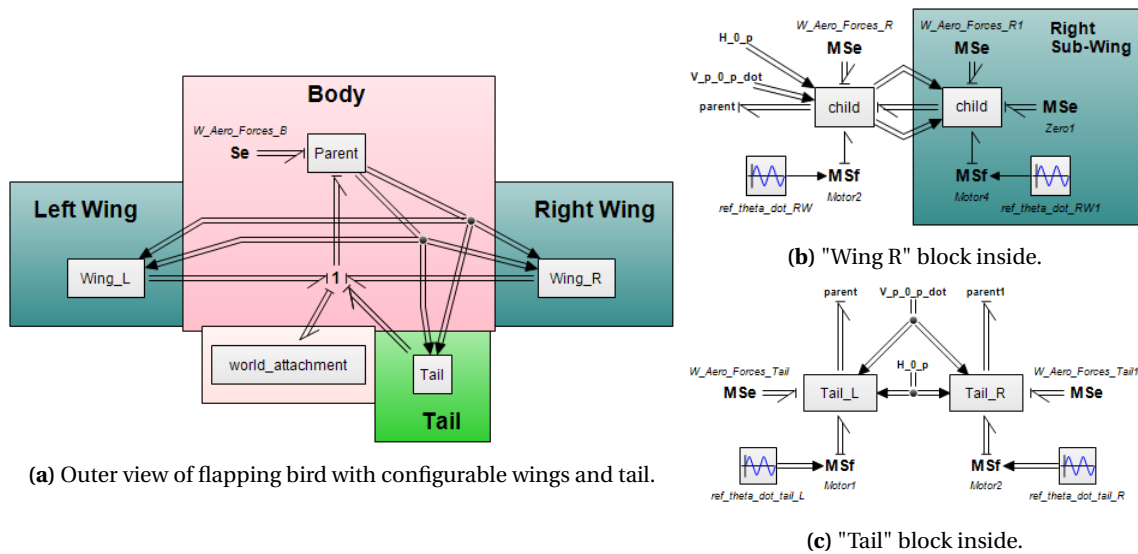 Body
W_Aero_Forces_B
Se
Parent
Left Wing
Right Wing
Wing_L
1
Wing_R
world_attachment
Tail
Tail
(a) Outer view of flapping bird with configurable wings and tail.
W_Aero_Forces_R
W_Aero_Forces_R1
Right
Sub-Wing
H_0_p
MSe
MSe
V_p_0_p_dot
parent
child
child
MSe
Zero1
MSf
MSf
ref_theta_dot_RW
Motor2
Motor4
ref_theta_dot_RW1
(b) "Wing R" block inside.
parent
V_p_0_p_dot
parent1
H_0_p
W_Aero_Forces_Tail
W_Aero_Forces_Tail1
MSe
Tail_L
Tail_R
MSe
MSf
MSf
ref_theta_dot_tail_L
Motor1
Motor2
ref_theta_dot_tail_R
(c) "Tail" block inside.